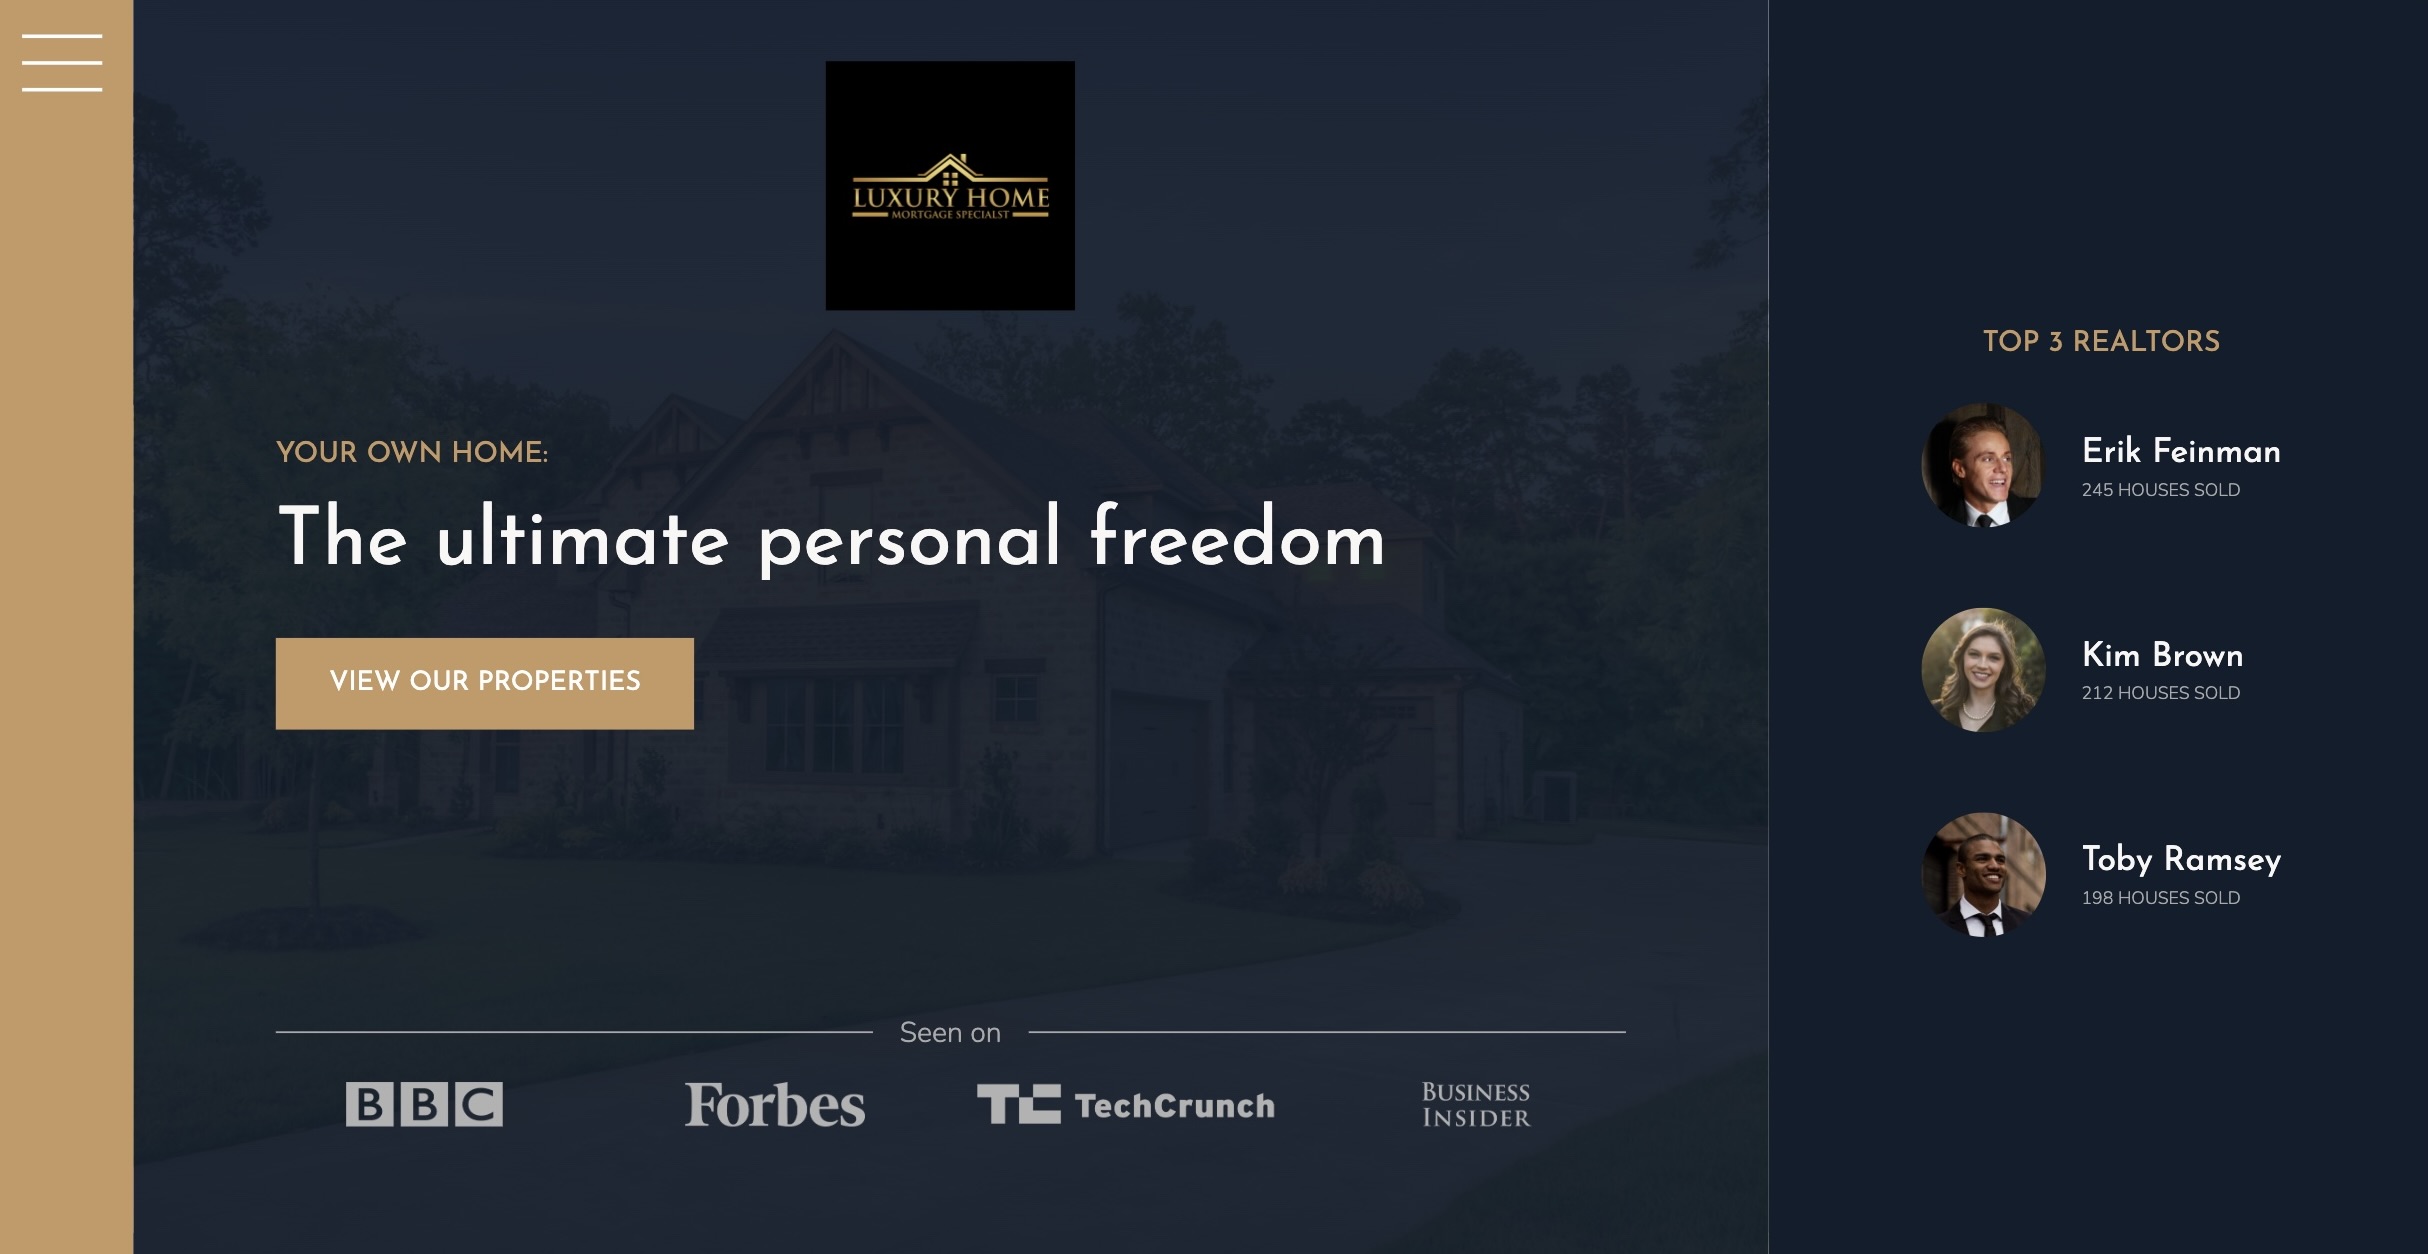 LUXURY HOME
MORTGAGE SPECIALST
YOUR OWN HOME:
The ultimate personal freedom
VIEW OUR PROPERTIES
Seen on
BBC
Forbes
TC TechCrunch
BUSINESS
INSIDER
TOP 3 REALTORS
Erik Feinman
245 HOUSES SOLD
Kim Brown
212 HOUSES SOLD
Toby Ramsey
198 HOUSES SOLD